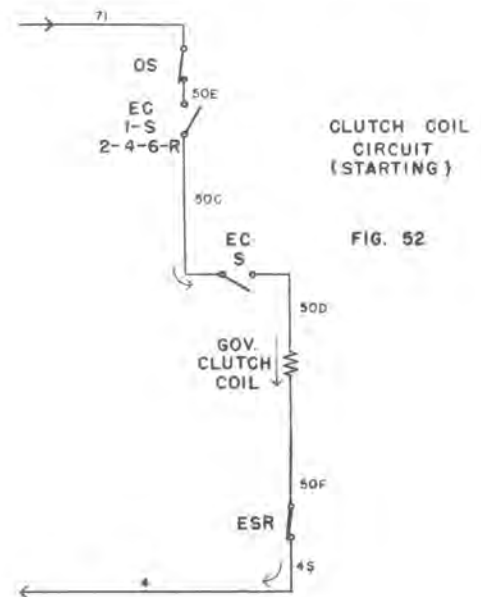 71
OS
50E
EC
1-S
2-4-6-R
CLUTCH COIL
CIRCUIT
(STARTING)
50C
FIG. 52
EC
S
50D
GOV.
CLUTCH
COIL
50F
ESR
4S
4